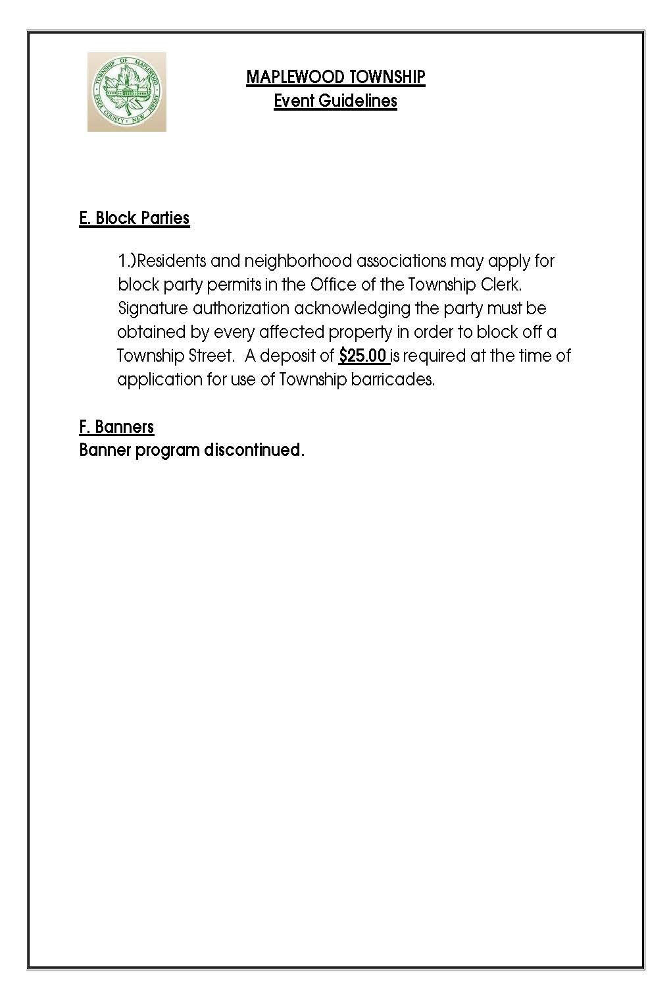 TOWNSHIP OF MAPLEWOOD
ESSEX COUNTY • NEW JERSEY
MAPLEWOOD TOWNSHIP
Event Guidelines
E. Block Parties
1.)Residents and neighborhood associations may apply for
block party permits in the Office of the Township Clerk.
Signature authorization acknowledging the party must be
obtained by every affected property in order to block off a
Township Street.  A deposit of $25.00 is required at the time of
application for use of Township barricades.
F. Banners
Banner program discontinued.